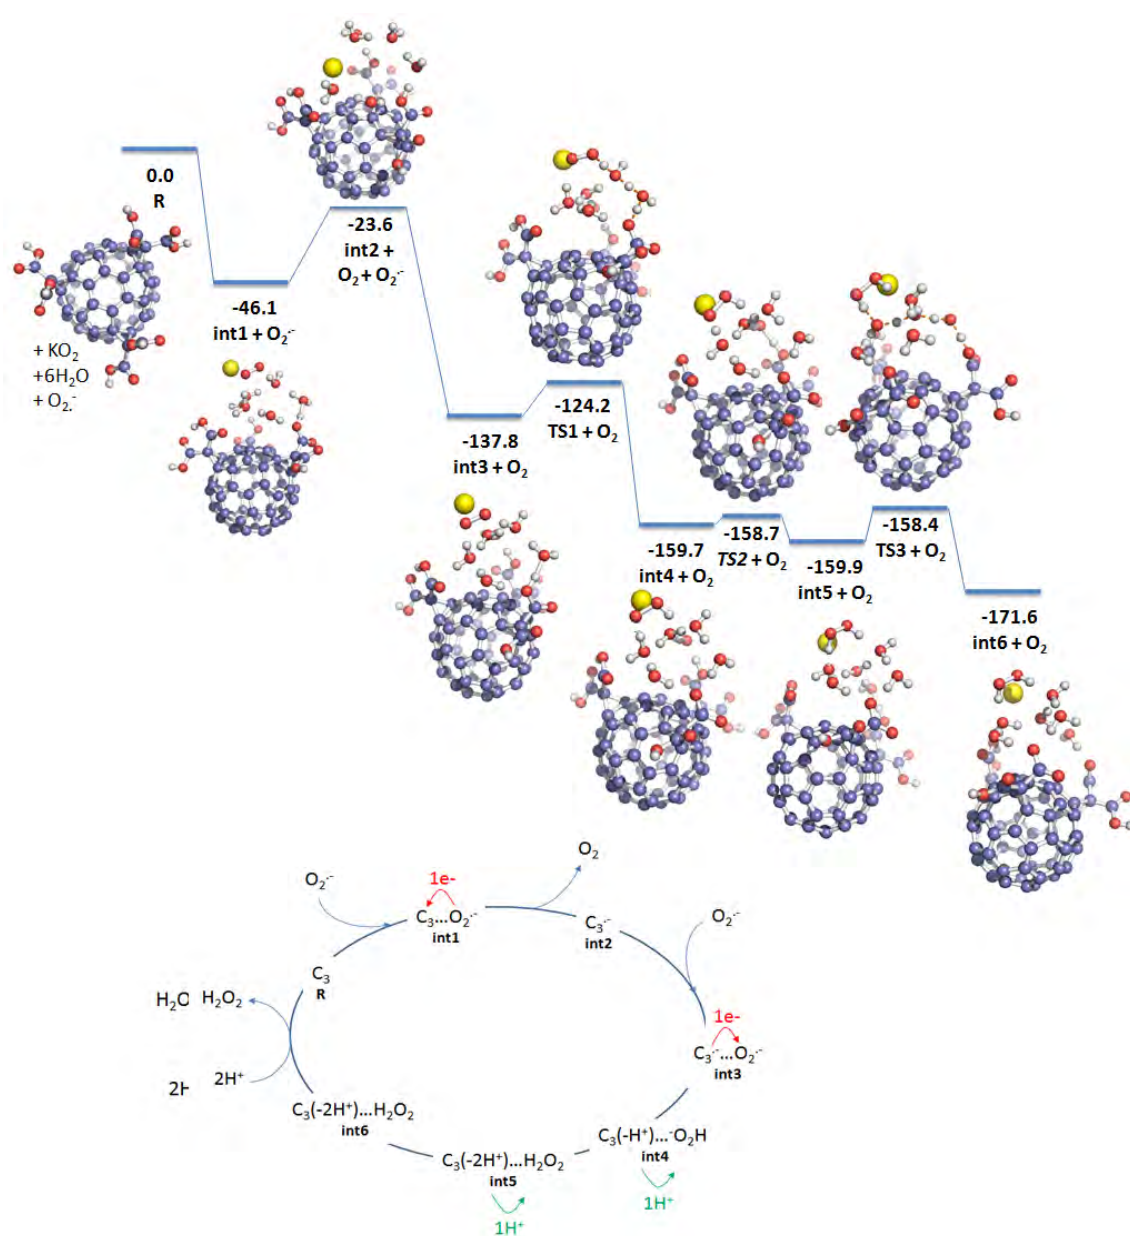 0.0
R
-46.1
int1 + O₂·⁻
+ KO₂
+6H₂O
+ O₂.⁻
-23.6
int2 +
O₂ + O₂·⁻
-137.8
int3 + O₂
-124.2
TS1 + O₂
-159.7
int4 + O₂
-158.7
TS2 + O₂
-159.9
int5 + O₂
-158.4
TS3 + O₂
-171.6
int6 + O₂
O₂·⁻
1e-
C₃...O₂·⁻
int1
O₂
C₃·⁻
int2
O₂·⁻
1e-
C₃·⁻...O₂·⁻
int3
C₃(-H⁺)...⁻O₂H
int4
1H⁺
C₃(-2H⁺)...H₂O₂
int5
1H⁺
C₃(-2H⁺)...H₂O₂
int6
2H⁺
H₂O₂
C₃
R